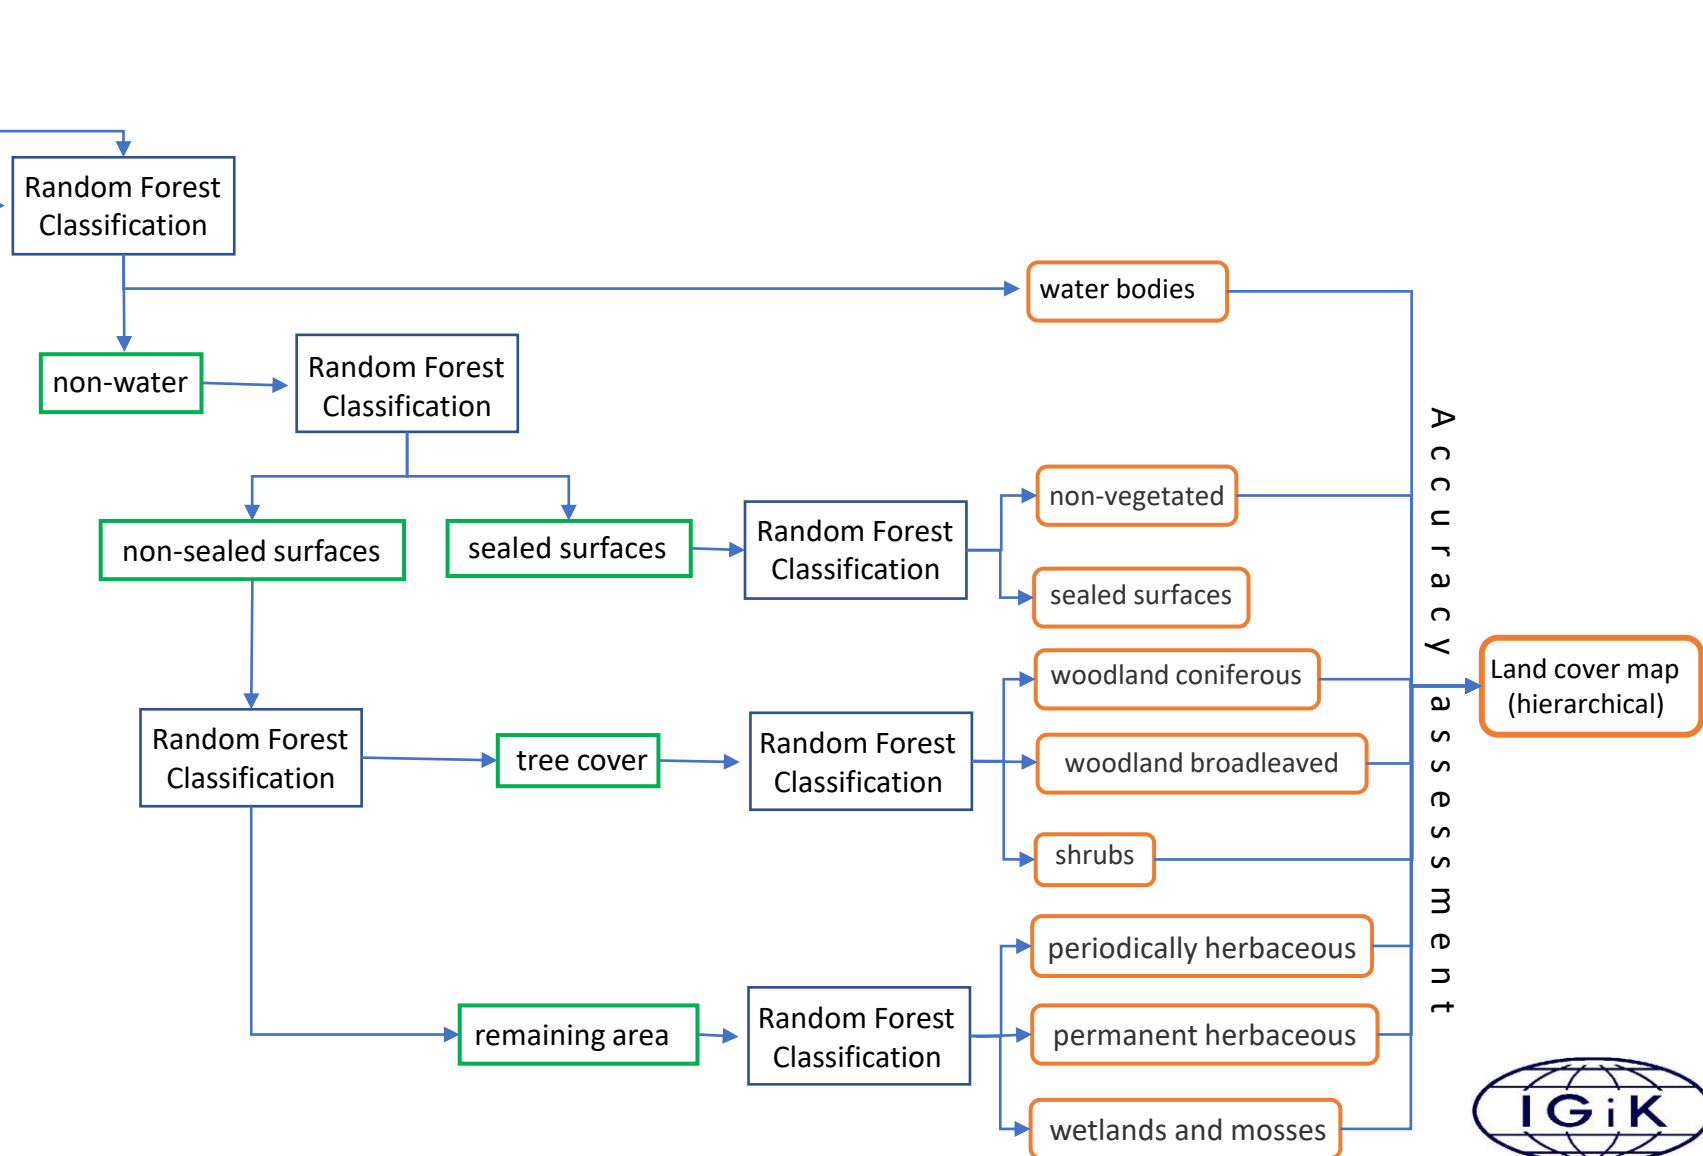 Random Forest
Classification
water bodies
non-water
Random Forest
Classification
non-sealed surfaces
sealed surfaces
Random Forest
Classification
non-vegetated
sealed surfaces
Random Forest
Classification
tree cover
Random Forest
Classification
woodland coniferous
woodland broadleaved
shrubs
remaining area
Random Forest
Classification
periodically herbaceous
permanent herbaceous
wetlands and mosses
Accuracy assessment
Land cover map
(hierarchical)
IGiK